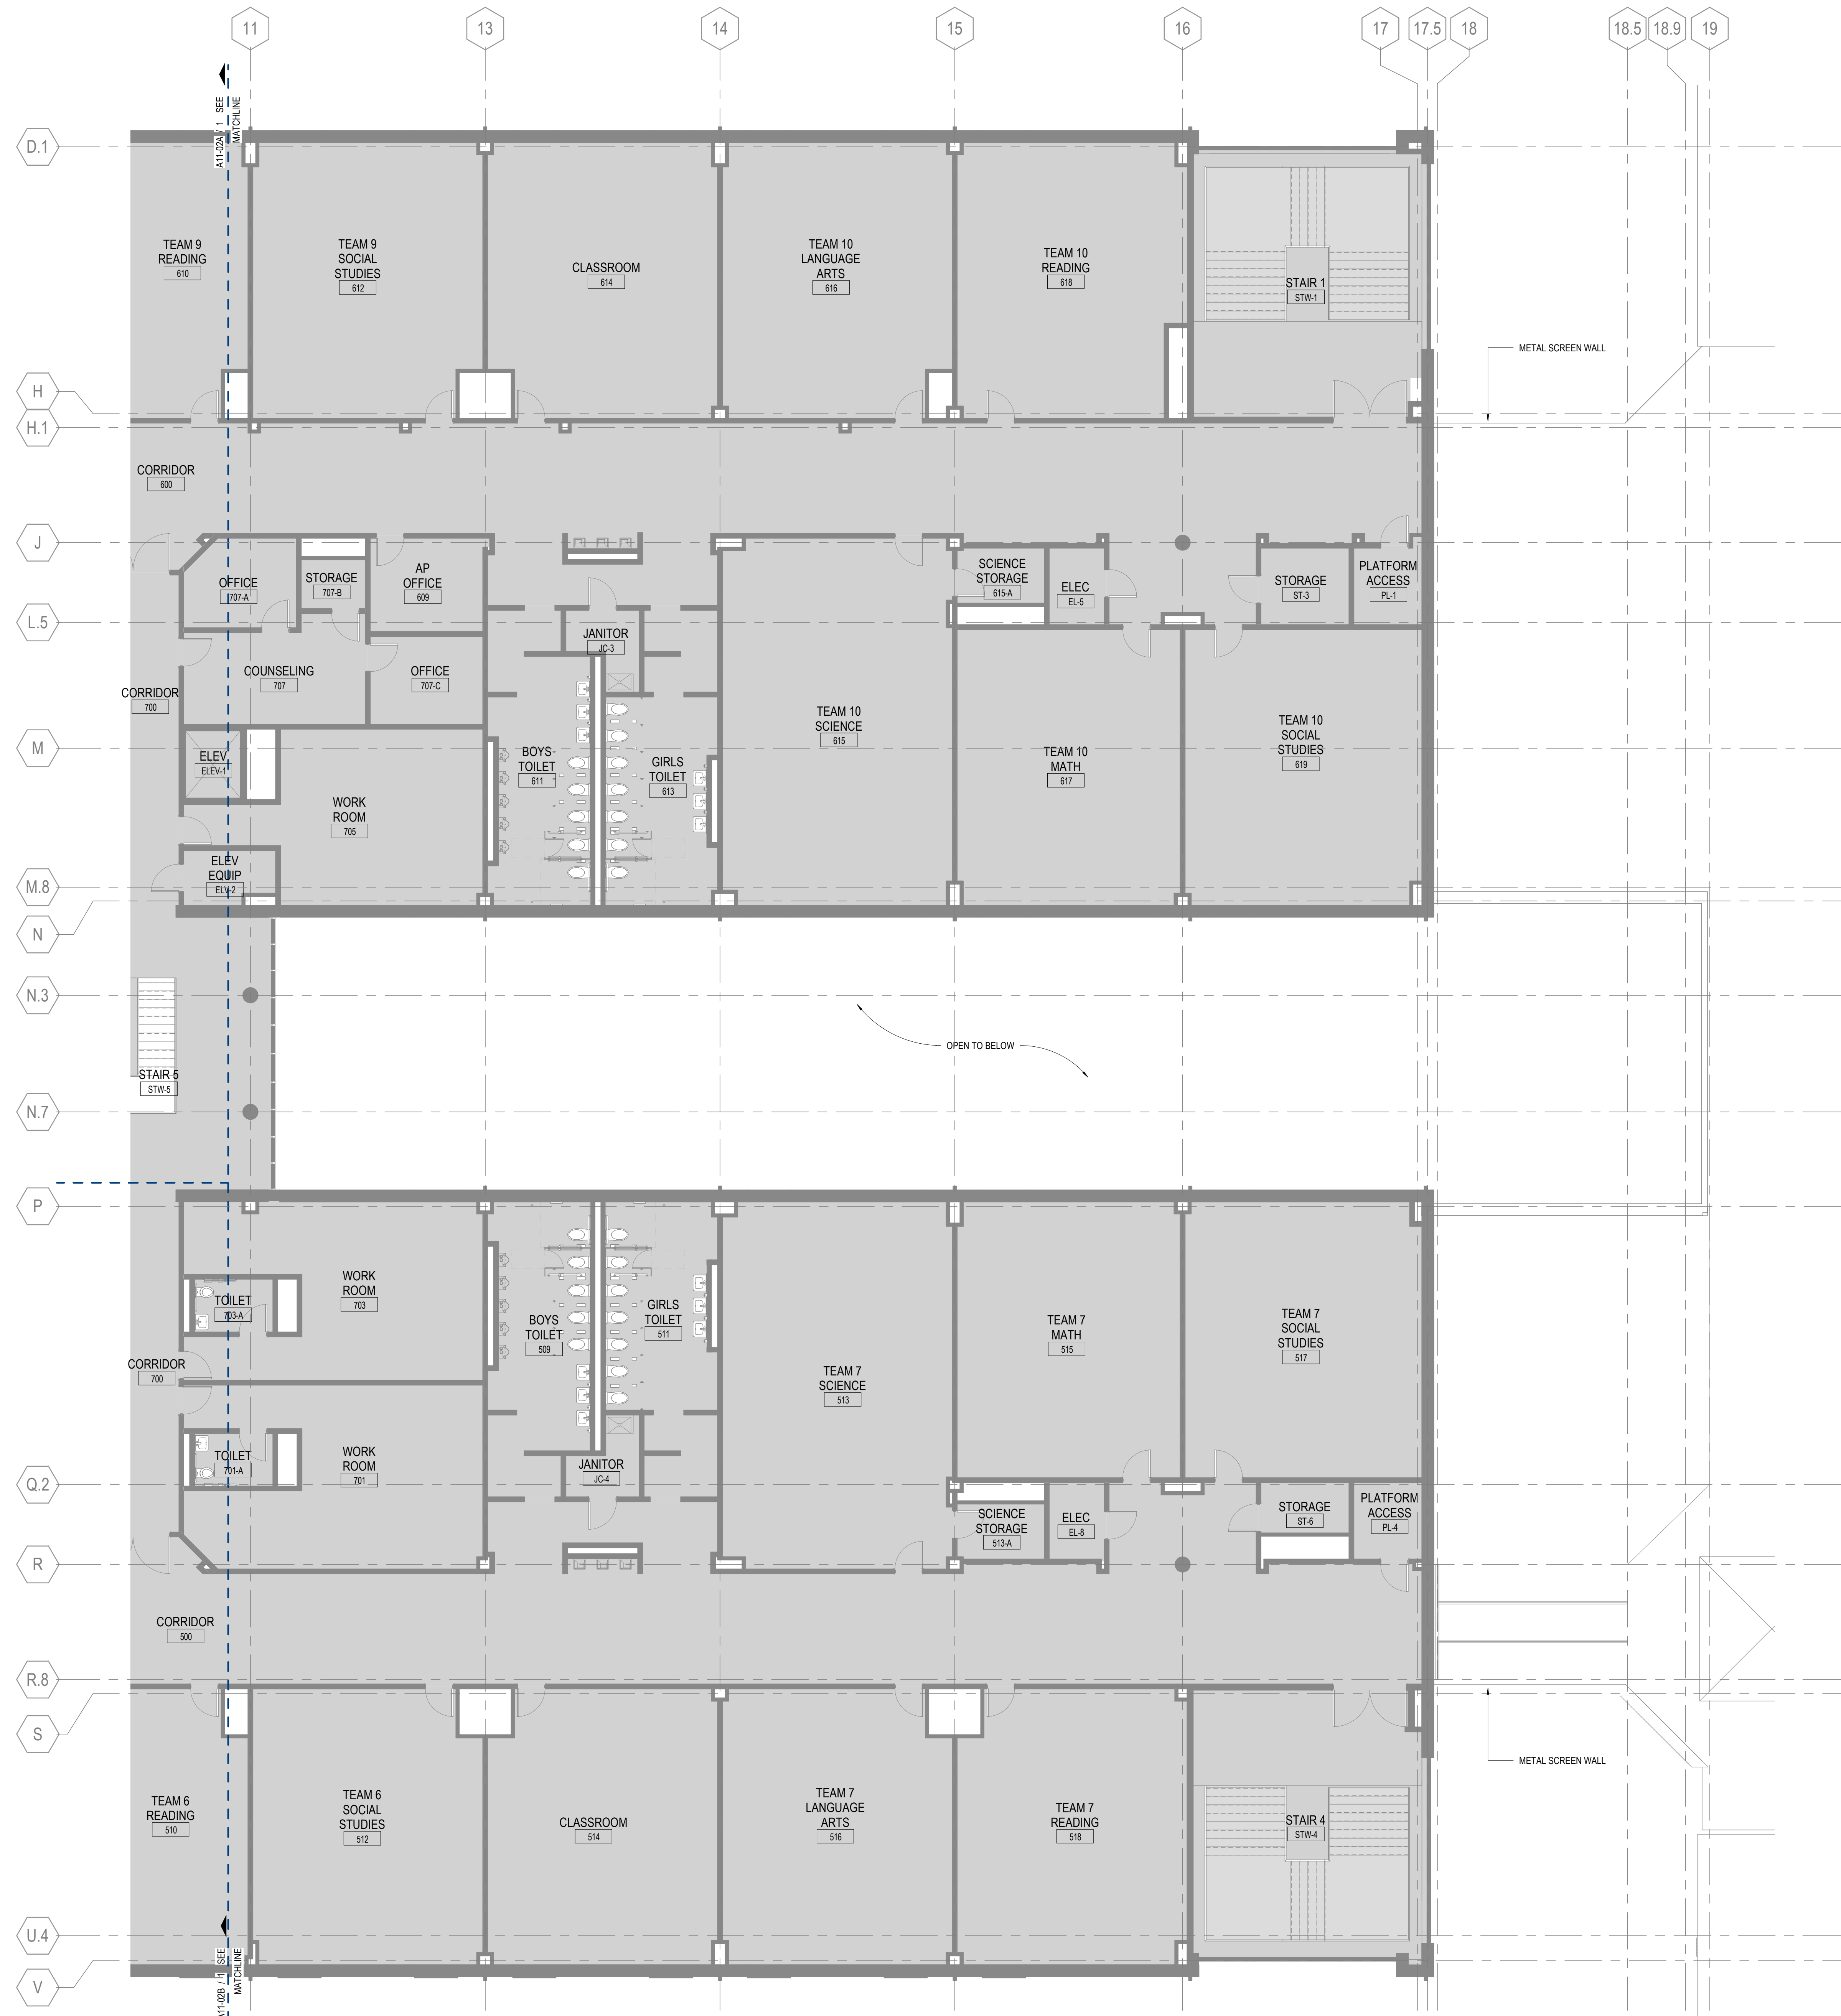 11
13
14
15
16
17
17.5
18
18.5
18.9
19
A11-02A / 1 SEE
MATCHLINE
D.1
TEAM 9
READING
610
TEAM 9
SOCIAL
STUDIES
612
CLASSROOM
614
TEAM 10
LANGUAGE
ARTS
616
TEAM 10
READING
618
STAIR 1
STW-1
METAL SCREEN WALL
H
H.1
CORRIDOR
600
J
OFFICE
707-A
STORAGE
707-B
AP
OFFICE
609
SCIENCE
STORAGE
615-A
ELEC
EL-5
STORAGE
ST-3
PLATFORM
ACCESS
PL-1
L.5
JANITOR
JC-3
COUNSELING
707
OFFICE
707-C
CORRIDOR
700
M
ELEV
ELEV-1
WORK
ROOM
705
BOYS
TOILET
611
GIRLS
TOILET
613
TEAM 10
SCIENCE
615
TEAM 10
MATH
617
TEAM 10
SOCIAL
STUDIES
619
ELEV
EQUIP
ELV-2
M.8
N
N.3
OPEN TO BELOW
STAIR 5
STW-5
N.7
P
WORK
ROOM
703
TOILET
703-A
BOYS
TOILET
509
GIRLS
TOILET
511
TEAM 7
SCIENCE
513
TEAM 7
MATH
515
TEAM 7
SOCIAL
STUDIES
517
CORRIDOR
700
TOILET
701-A
WORK
ROOM
701
JANITOR
JC-4
Q.2
SCIENCE
STORAGE
513-A
ELEC
EL-8
STORAGE
ST-6
PLATFORM
ACCESS
PL-4
R
CORRIDOR
500
R.8
S
METAL SCREEN WALL
TEAM 6
READING
510
TEAM 6
SOCIAL
STUDIES
512
CLASSROOM
514
TEAM 7
LANGUAGE
ARTS
516
TEAM 7
READING
518
STAIR 4
STW-4
U.4
V
A11-02B / 1 SEE
MATCHLINE